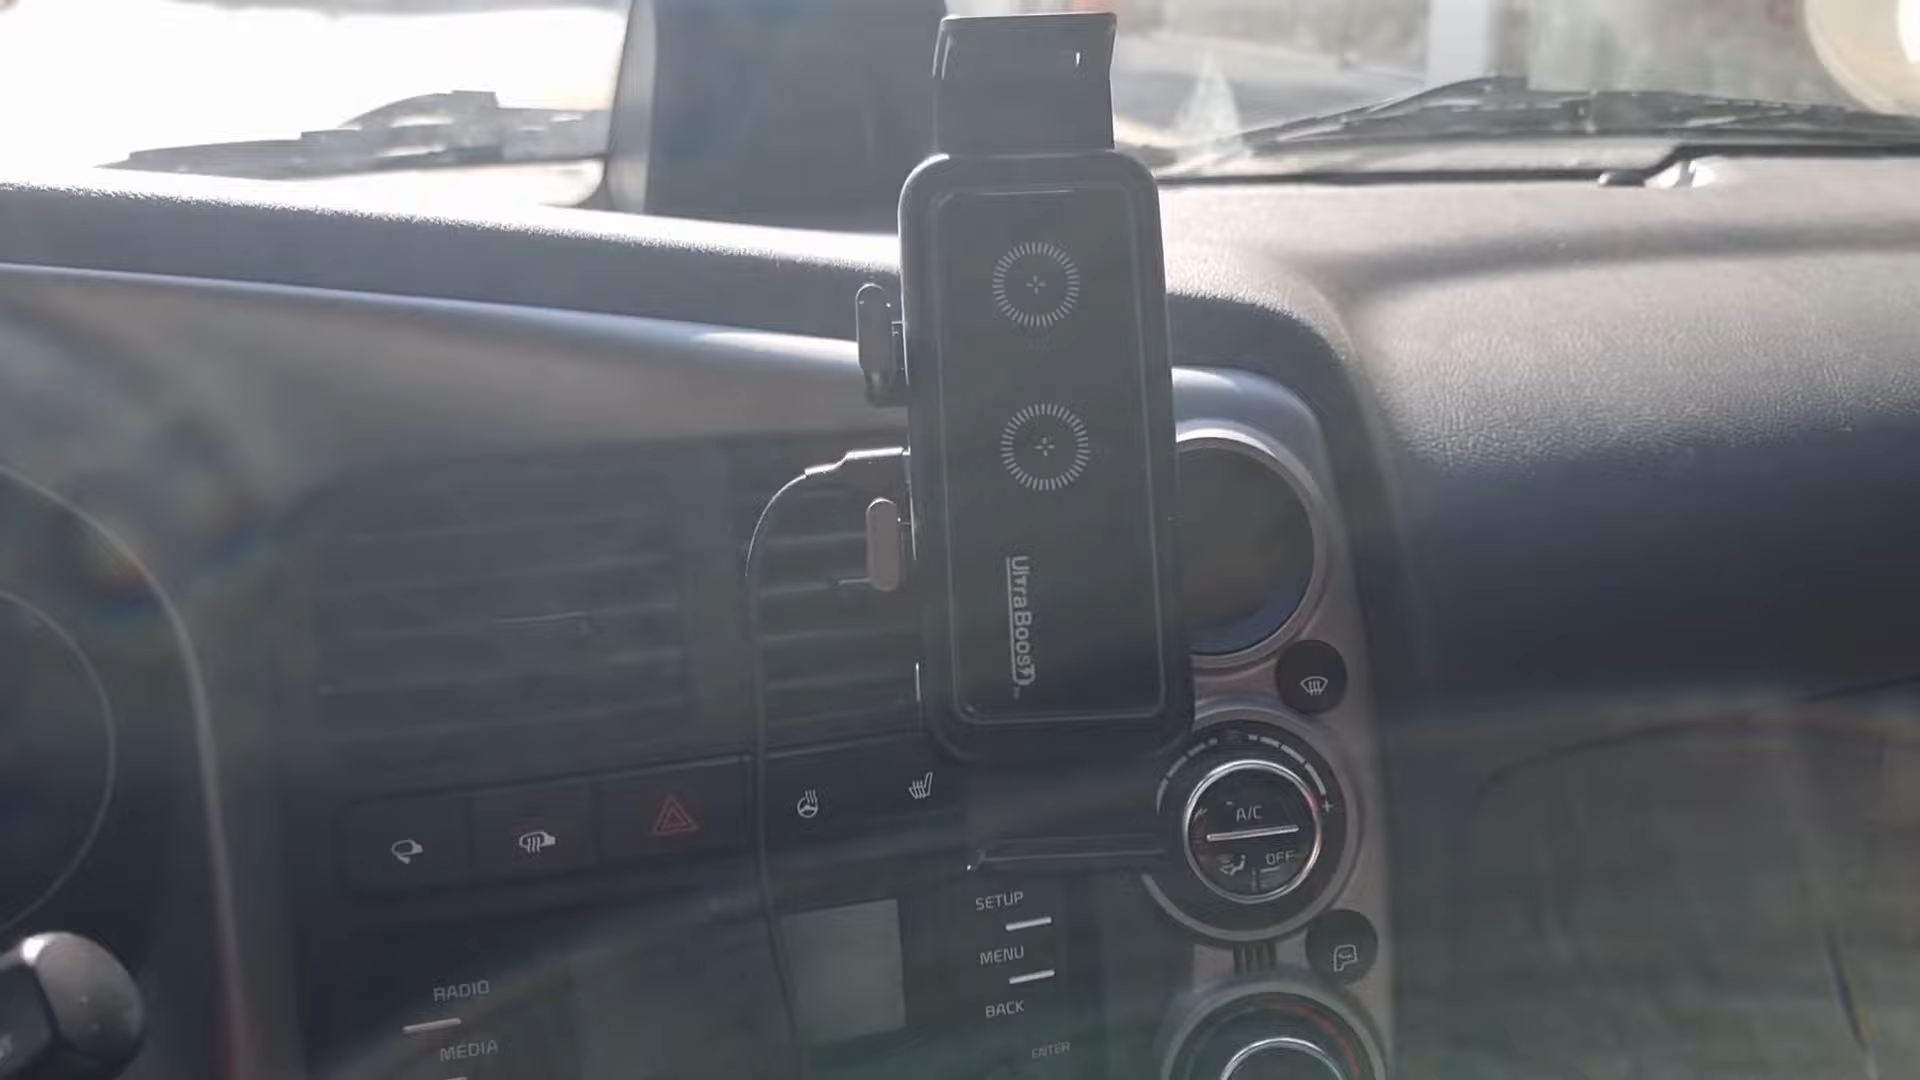 UltraBoost
A/C
OFF
SETUP
MENU
BACK
ENTER
RADIO
MEDIA